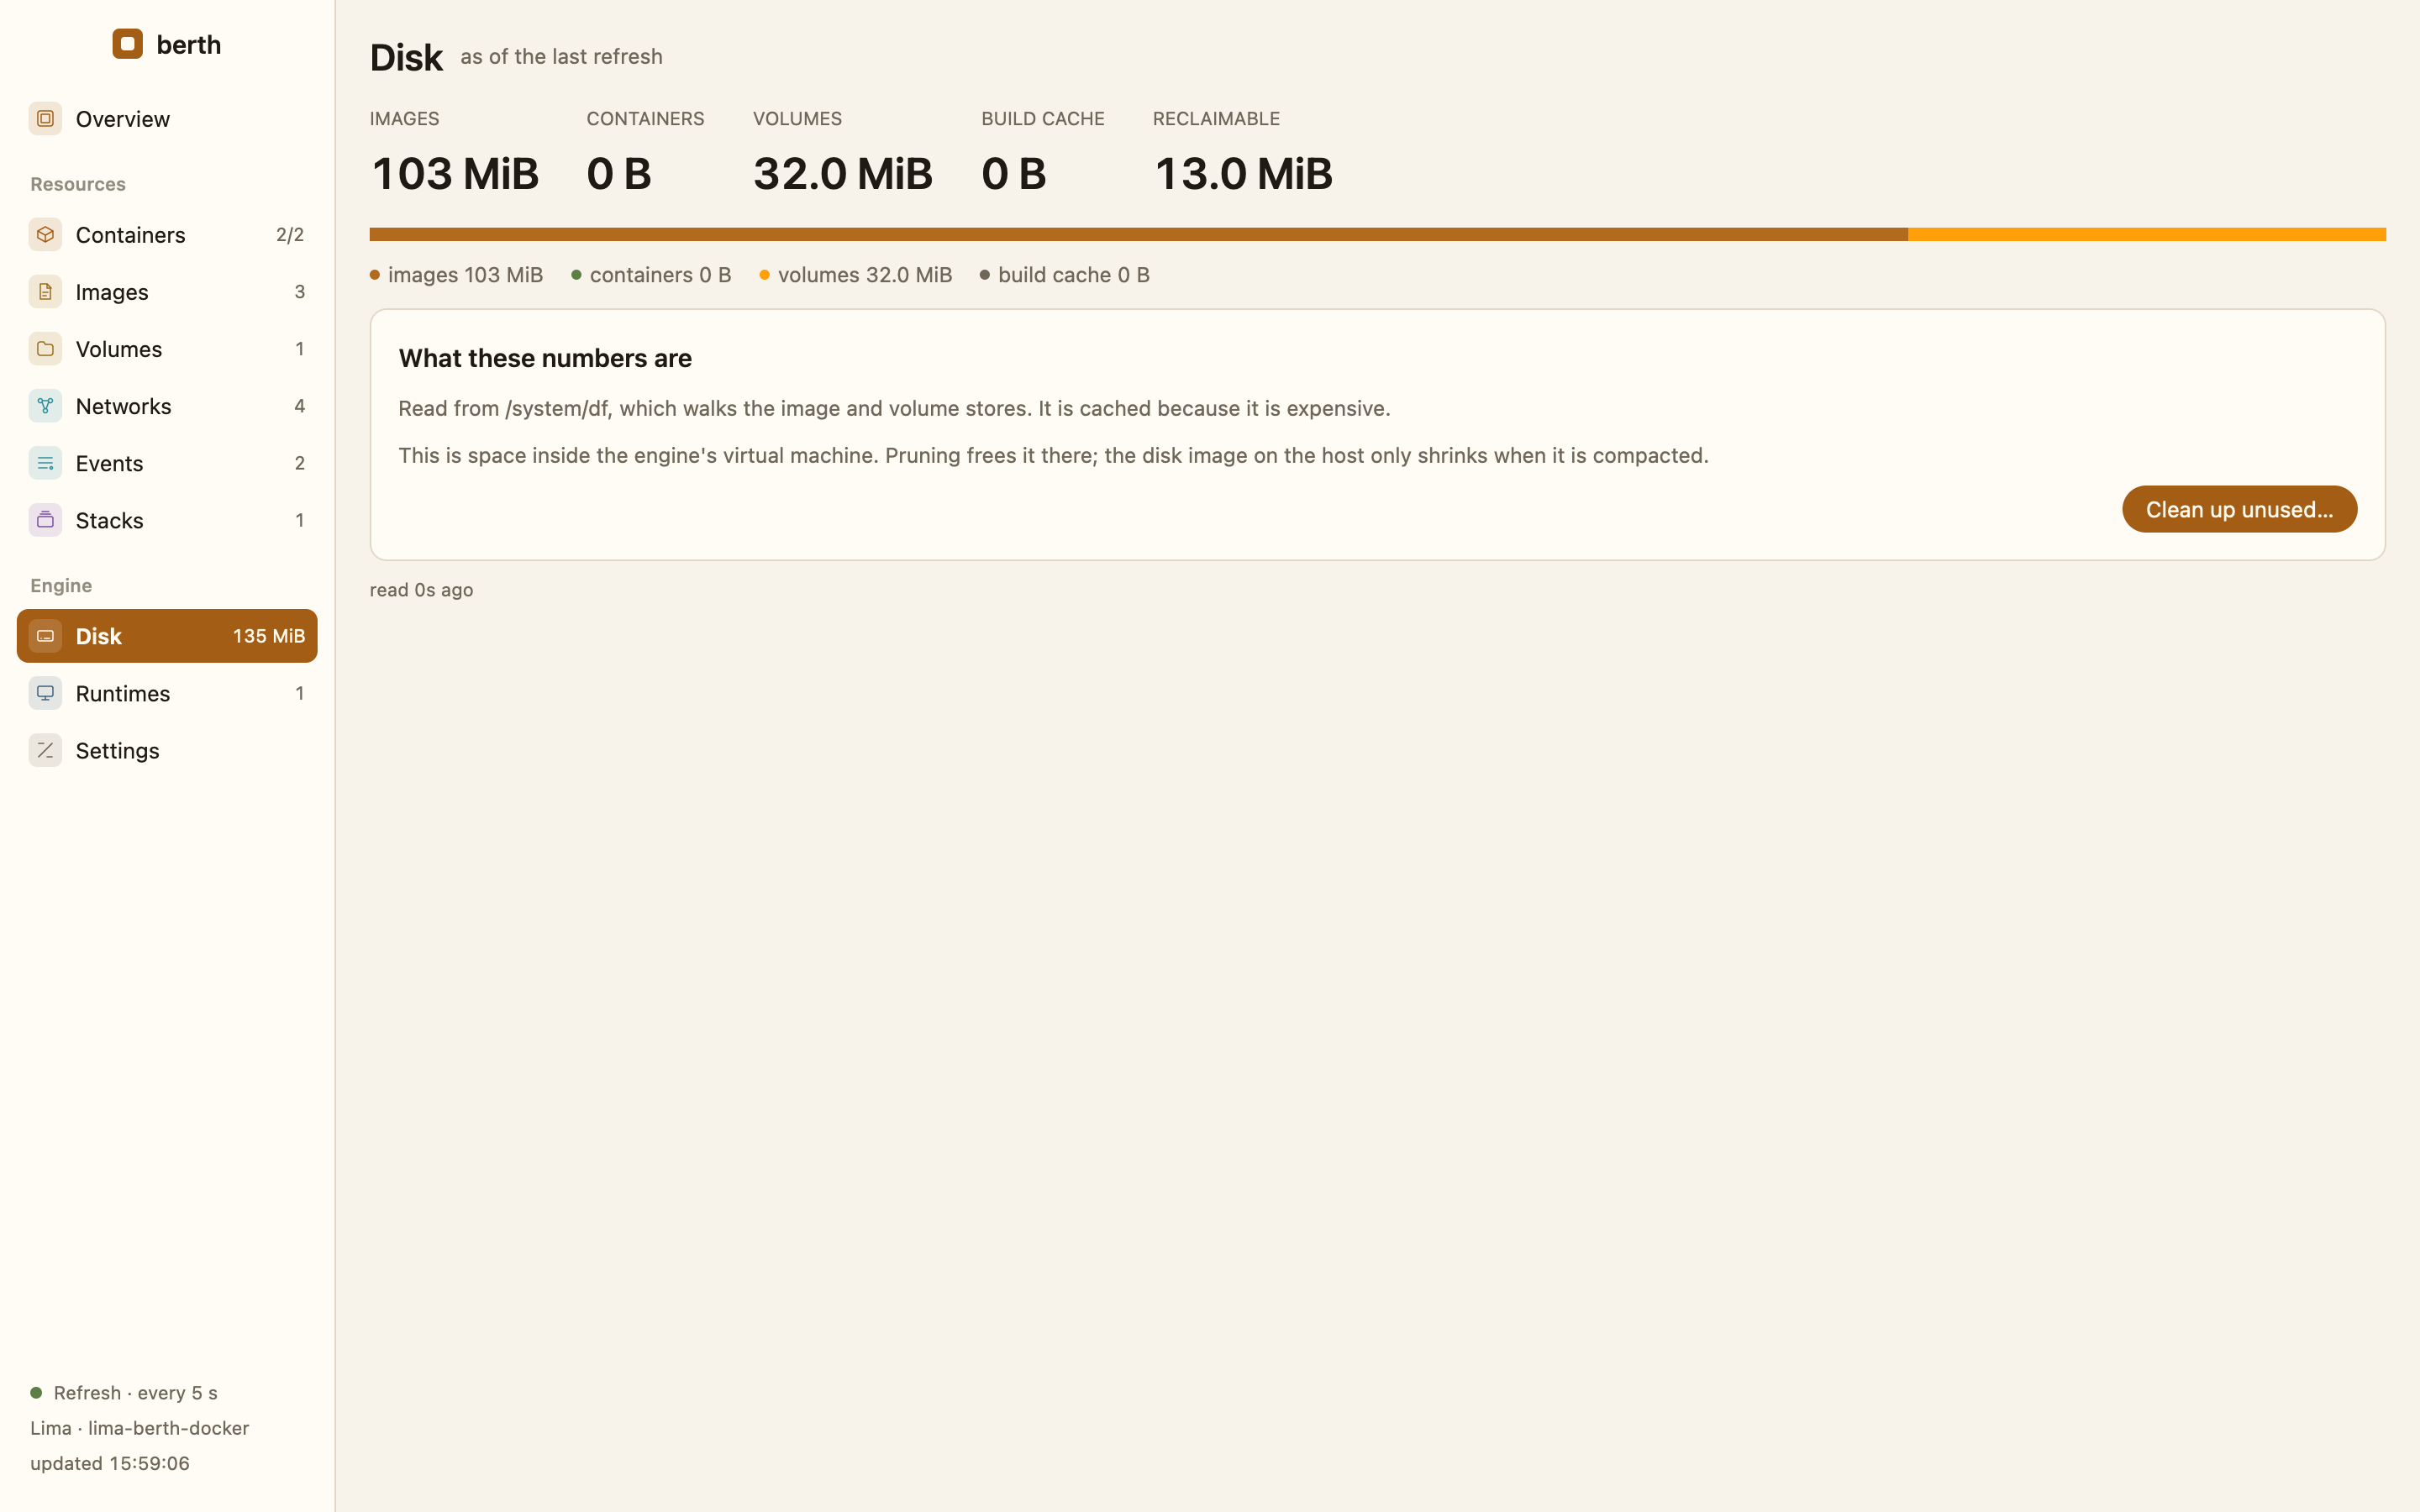 berth
Overview
Resources
Containers 2/2
Images 3
Volumes 1
Networks 4
Events 2
Stacks 1
Engine
Disk 135 MiB
Runtimes 1
Settings
Refresh · every 5 s
Lima · lima-berth-docker
updated 15:59:06
Disk as of the last refresh
IMAGES CONTAINERS VOLUMES BUILD CACHE RECLAIMABLE
103 MiB 0 B 32.0 MiB 0 B 13.0 MiB
images 103 MiB containers 0 B volumes 32.0 MiB build cache 0 B
What these numbers are
Read from /system/df, which walks the image and volume stores. It is cached because it is expensive.
This is space inside the engine's virtual machine. Pruning frees it there; the disk image on the host only shrinks when it is compacted.
Clean up unused...
read 0s ago